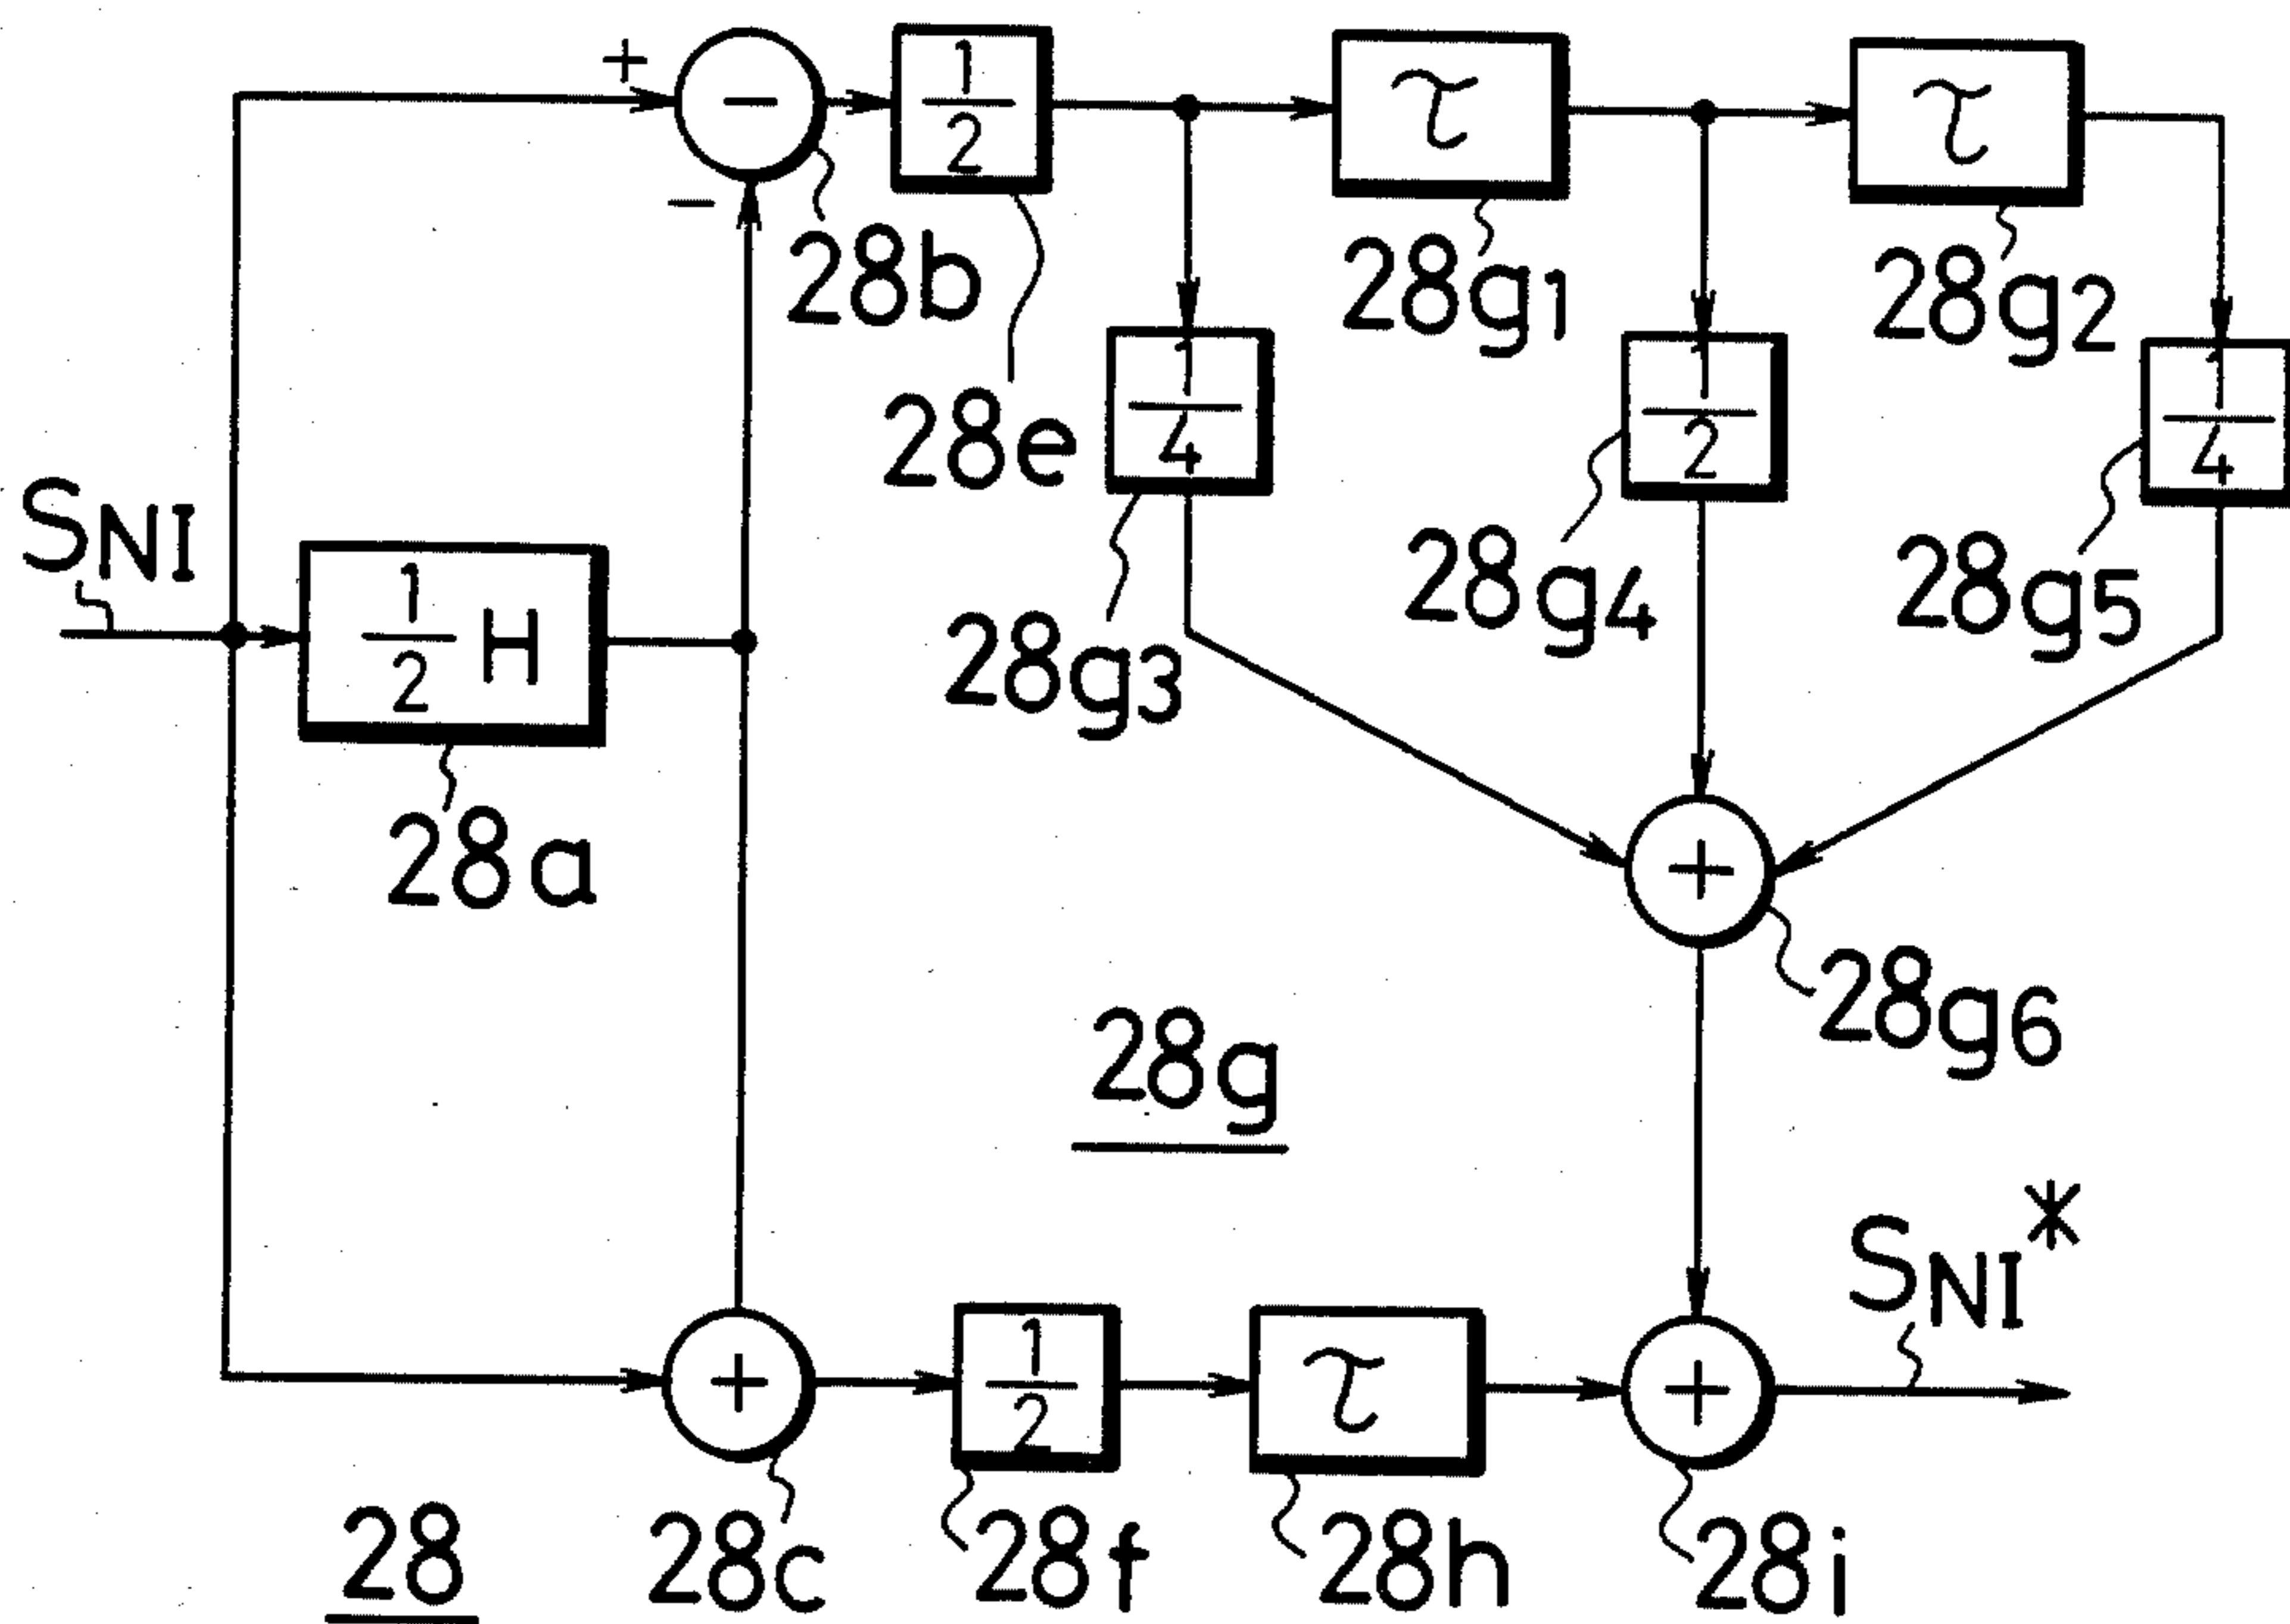 +
−
1/2
τ
τ
−
28b
28g1
28g2
28e
1/4
1/2
1/4
SNI
1/2 H
28g3
28g4
28g5
28a
+
28g6
28g
SNI*
+
1/2
τ
+
28
28c
28f
28h
28i